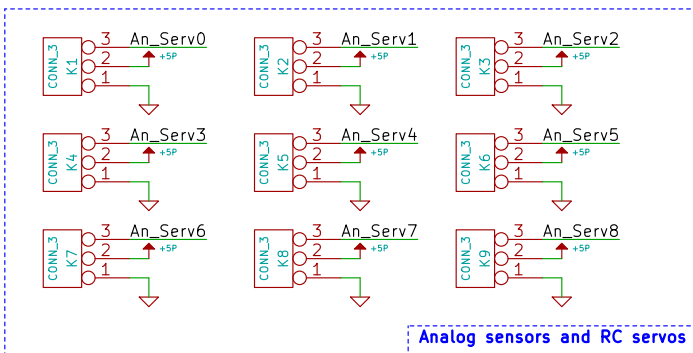 3 An_Serv0
CONN_3 K1 2 +5P
1
3 An_Serv1
CONN_3 K2 2 +5P
1
3 An_Serv2
CONN_3 K3 2 +5P
1
3 An_Serv3
CONN_3 K4 2 +5P
1
3 An_Serv4
CONN_3 K5 2 +5P
1
3 An_Serv5
CONN_3 K6 2 +5P
1
3 An_Serv6
CONN_3 K7 2 +5P
1
3 An_Serv7
CONN_3 K8 2 +5P
1
3 An_Serv8
CONN_3 K9 2 +5P
1
Analog sensors and RC servos